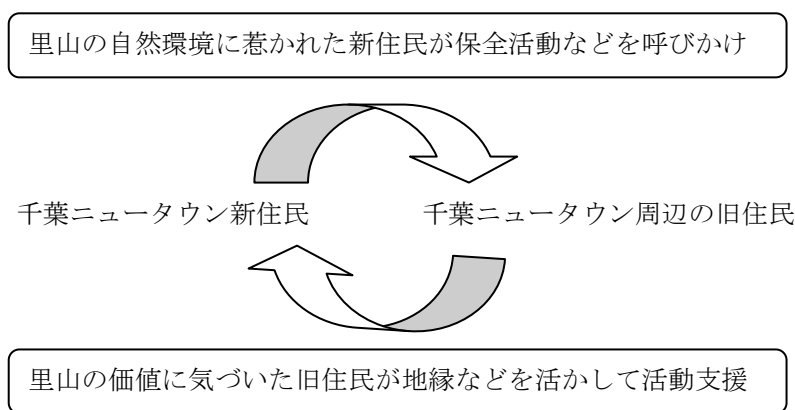 里山の自然環境に惹かれた新住民が保全活動などを呼びかけ
千葉ニュータウン新住民
千葉ニュータウン周辺の旧住民
里山の価値に気づいた旧住民が地縁などを活かして活動支援